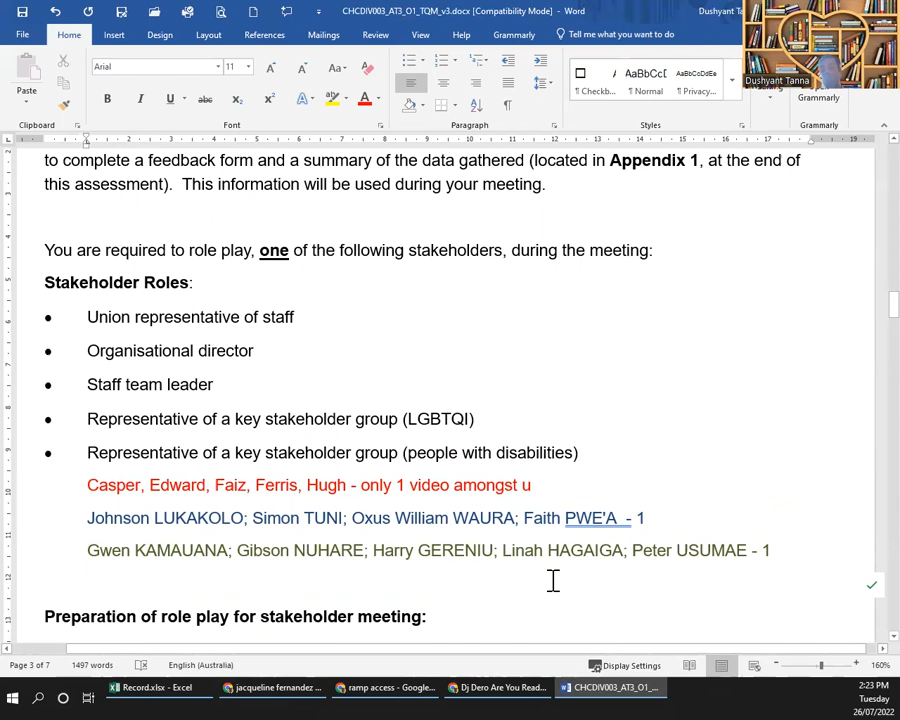 CHCDIV003_AT3_O1_TQM_v3.docx [Compatibility Mode] - Word
Dushyant Ta
File Home Insert Design Layout References Mailings Review View Help Grammarly Tell me what you want to do
Dushyant Tanna
Paste
Arial 11
Aa
AaBbCcI AaBbCcDdEe
¶ Checkb... ¶ Normal ¶ Privacy...
Grammarly
Clipboard Font Paragraph Styles Grammarly
to complete a feedback form and a summary of the data gathered (located in Appendix 1, at the end of
this assessment). This information will be used during your meeting.
You are required to role play, one of the following stakeholders, during the meeting:
Stakeholder Roles:
• Union representative of staff
• Organisational director
• Staff team leader
• Representative of a key stakeholder group (LGBTQI)
• Representative of a key stakeholder group (people with disabilities)
Casper, Edward, Faiz, Ferris, Hugh - only 1 video amongst u
Johnson LUKAKOLO; Simon TUNI; Oxus William WAURA; Faith PWE'A - 1
Gwen KAMAUANA; Gibson NUHARE; Harry GERENIU; Linah HAGAIGA; Peter USUMAE - 1
Preparation of role play for stakeholder meeting:
Page 3 of 7 1497 words English (Australia) Display Settings 160%
Record.xlsx - Excel jacqueline fernandez ... ramp access - Google... Dj Dero Are You Read... CHCDIV003_AT3_O1_...
2:23 PM
Tuesday
26/07/2022